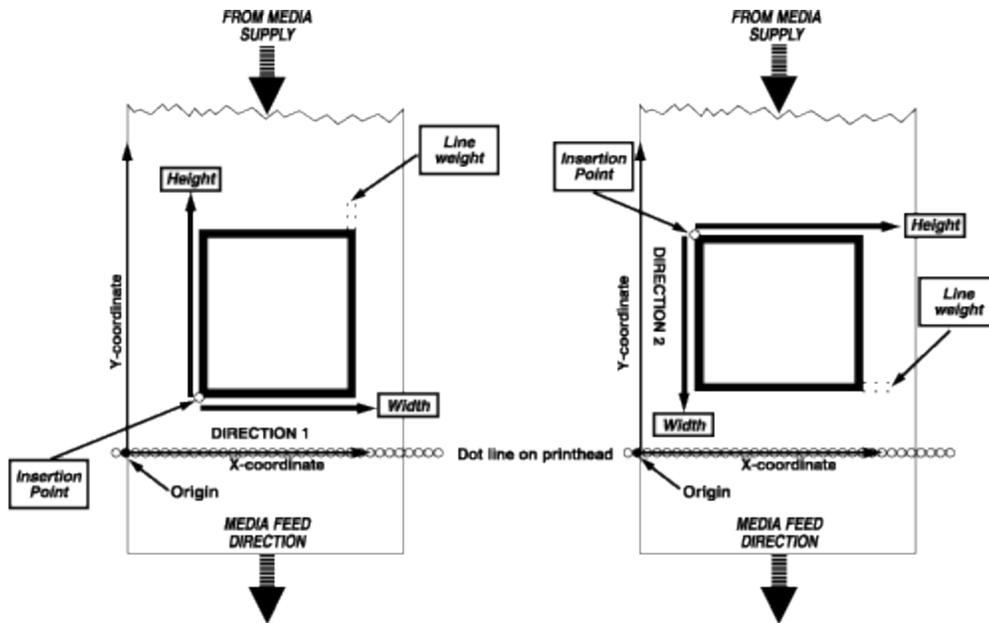 FROM MEDIA
SUPPLY
Line
weight
Height
Y-coordinate
Width
DIRECTION 1
X-coordinate
Insertion
Point
Origin
MEDIA FEED
DIRECTION
Dot line on printhead
FROM MEDIA
SUPPLY
Insertion
Point
Height
DIRECTION 2
Y-coordinate
Line
weight
Width
X-coordinate
Origin
MEDIA FEED
DIRECTION